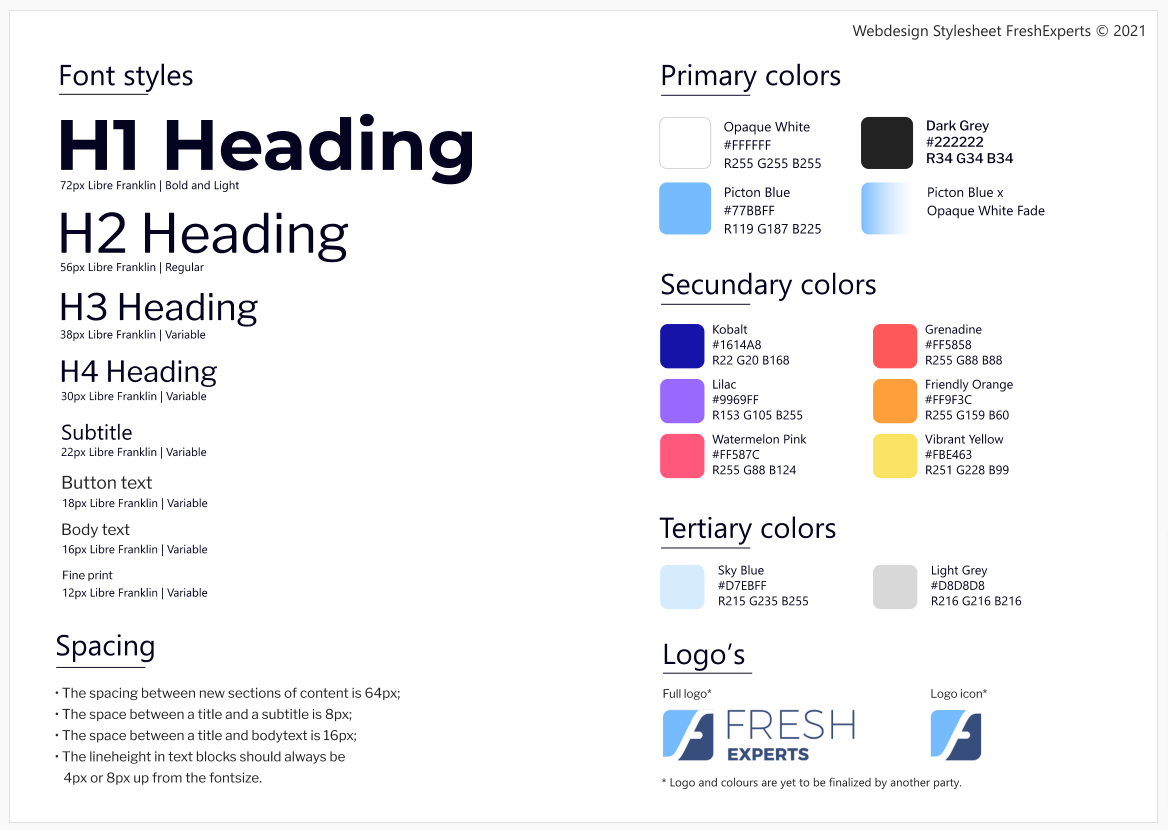 Webdesign Stylesheet FreshExperts © 2021
Font styles
H1 Heading
72px Libre Franklin | Bold and Light
H2 Heading
56px Libre Franklin | Regular
H3 Heading
38px Libre Franklin | Variable
H4 Heading
30px Libre Franklin | Variable
Subtitle
22px Libre Franklin | Variable
Button text
18px Libre Franklin | Variable
Body text
16px Libre Franklin | Variable
Fine print
12px Libre Franklin | Variable
Spacing
• The spacing between new sections of content is 64px;
• The space between a title and a subtitle is 8px;
• The space between a title and bodytext is 16px;
• The lineheight in text blocks should always be
4px or 8px up from the fontsize.
Primary colors
Opaque White
#FFFFFF
R255 G255 B255
Dark Grey
#222222
R34 G34 B34
Picton Blue
#77BBFF
R119 G187 B225
Picton Blue x
Opaque White Fade
Secundary colors
Kobalt
#1614A8
R22 G20 B168
Grenadine
#FF5858
R255 G88 B88
Lilac
#9969FF
R153 G105 B255
Friendly Orange
#FF9F3C
R255 G159 B60
Watermelon Pink
#FF587C
R255 G88 B124
Vibrant Yellow
#FBE463
R251 G228 B99
Tertiary colors
Sky Blue
#D7EBFF
R215 G235 B255
Light Grey
#D8D8D8
R216 G216 B216
Logo’s
Full logo*
FRESH
EXPERTS
Logo icon*
* Logo and colours are yet to be finalized by another party.